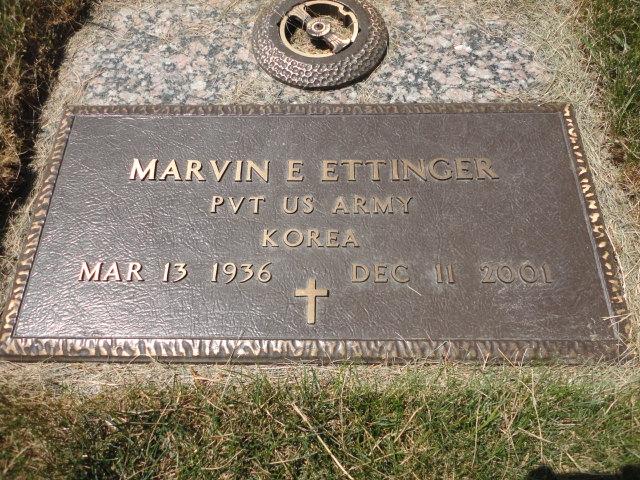 MARVIN E ETTINGER
PVT US ARMY
KOREA
MAR 13 1936 DEC 11 2001